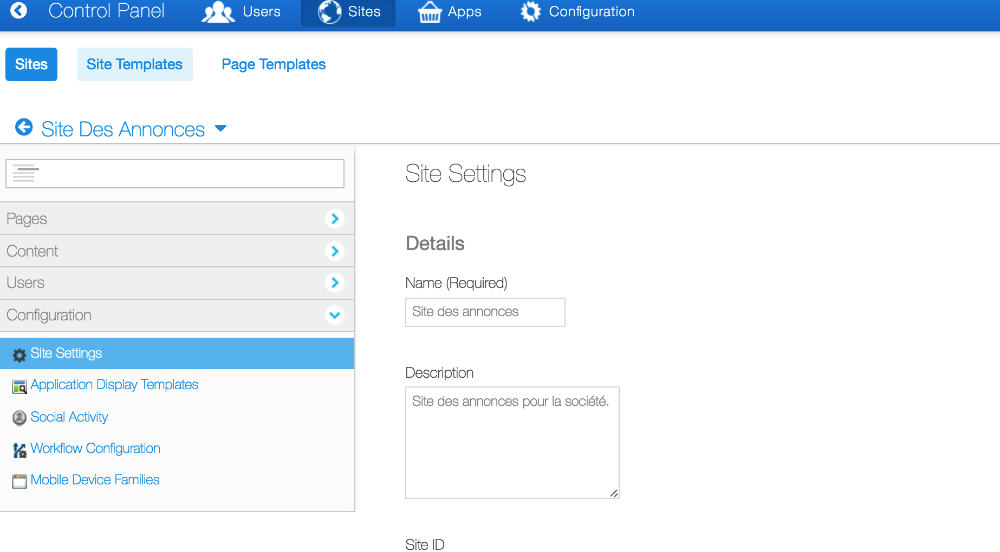 Control Panel Users Sites Apps Configuration
Sites Site Templates Page Templates
Site Des Annonces
Pages
Content
Users
Configuration
Site Settings
Application Display Templates
Social Activity
Workflow Configuration
Mobile Device Families
Site Settings
Details
Name (Required)
Site des annonces
Description
Site des annonces pour la société.
Site ID